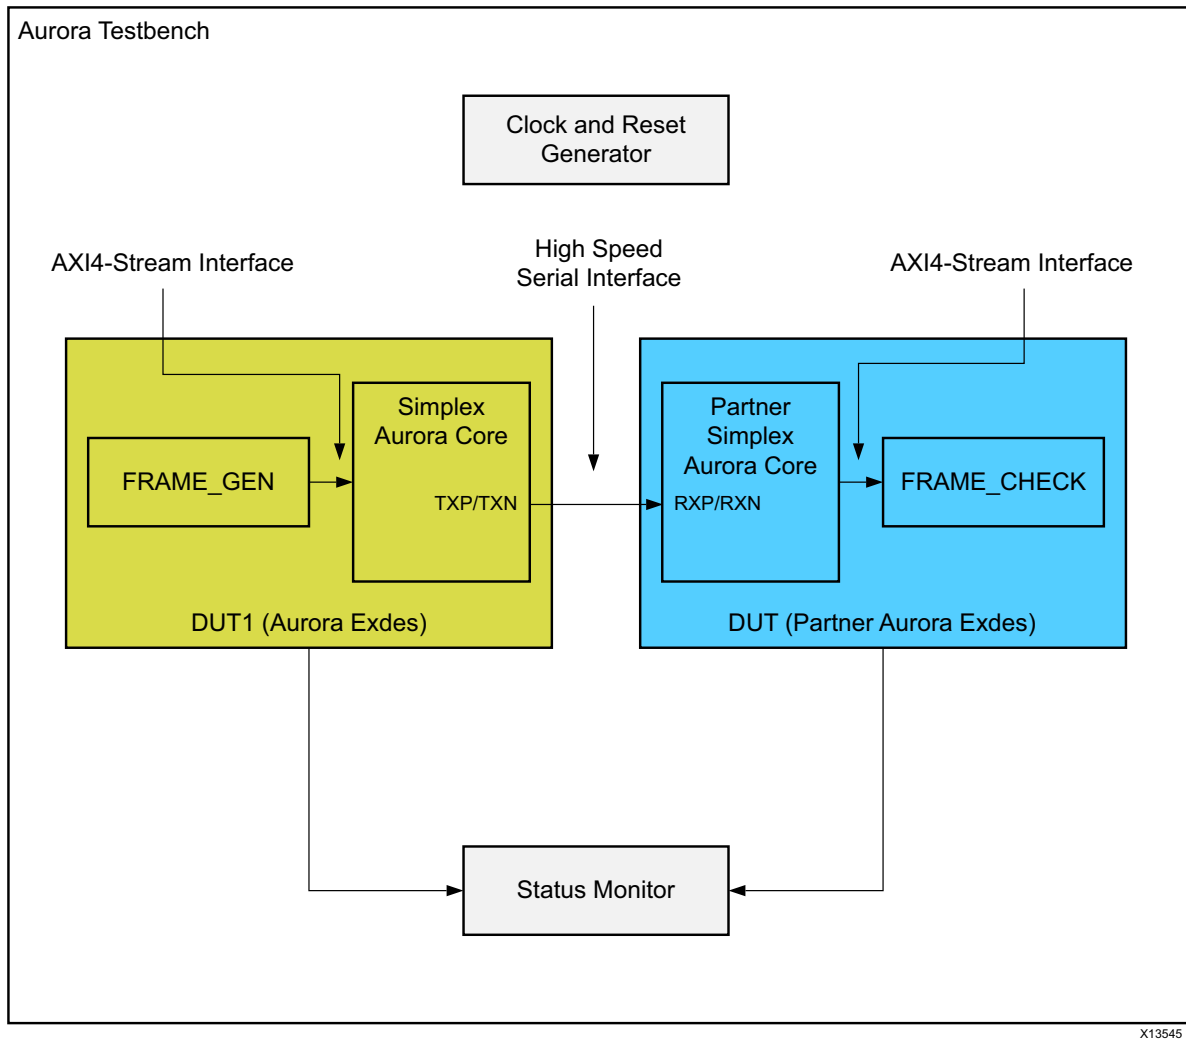 Aurora Testbench
Clock and Reset
Generator
AXI4-Stream Interface
High Speed
Serial Interface
AXI4-Stream Interface
FRAME_GEN
Simplex
Aurora Core
TXP/TXN
DUT1 (Aurora Exdes)
Partner
Simplex
Aurora Core
RXP/RXN
FRAME_CHECK
DUT (Partner Aurora Exdes)
Status Monitor
X13545